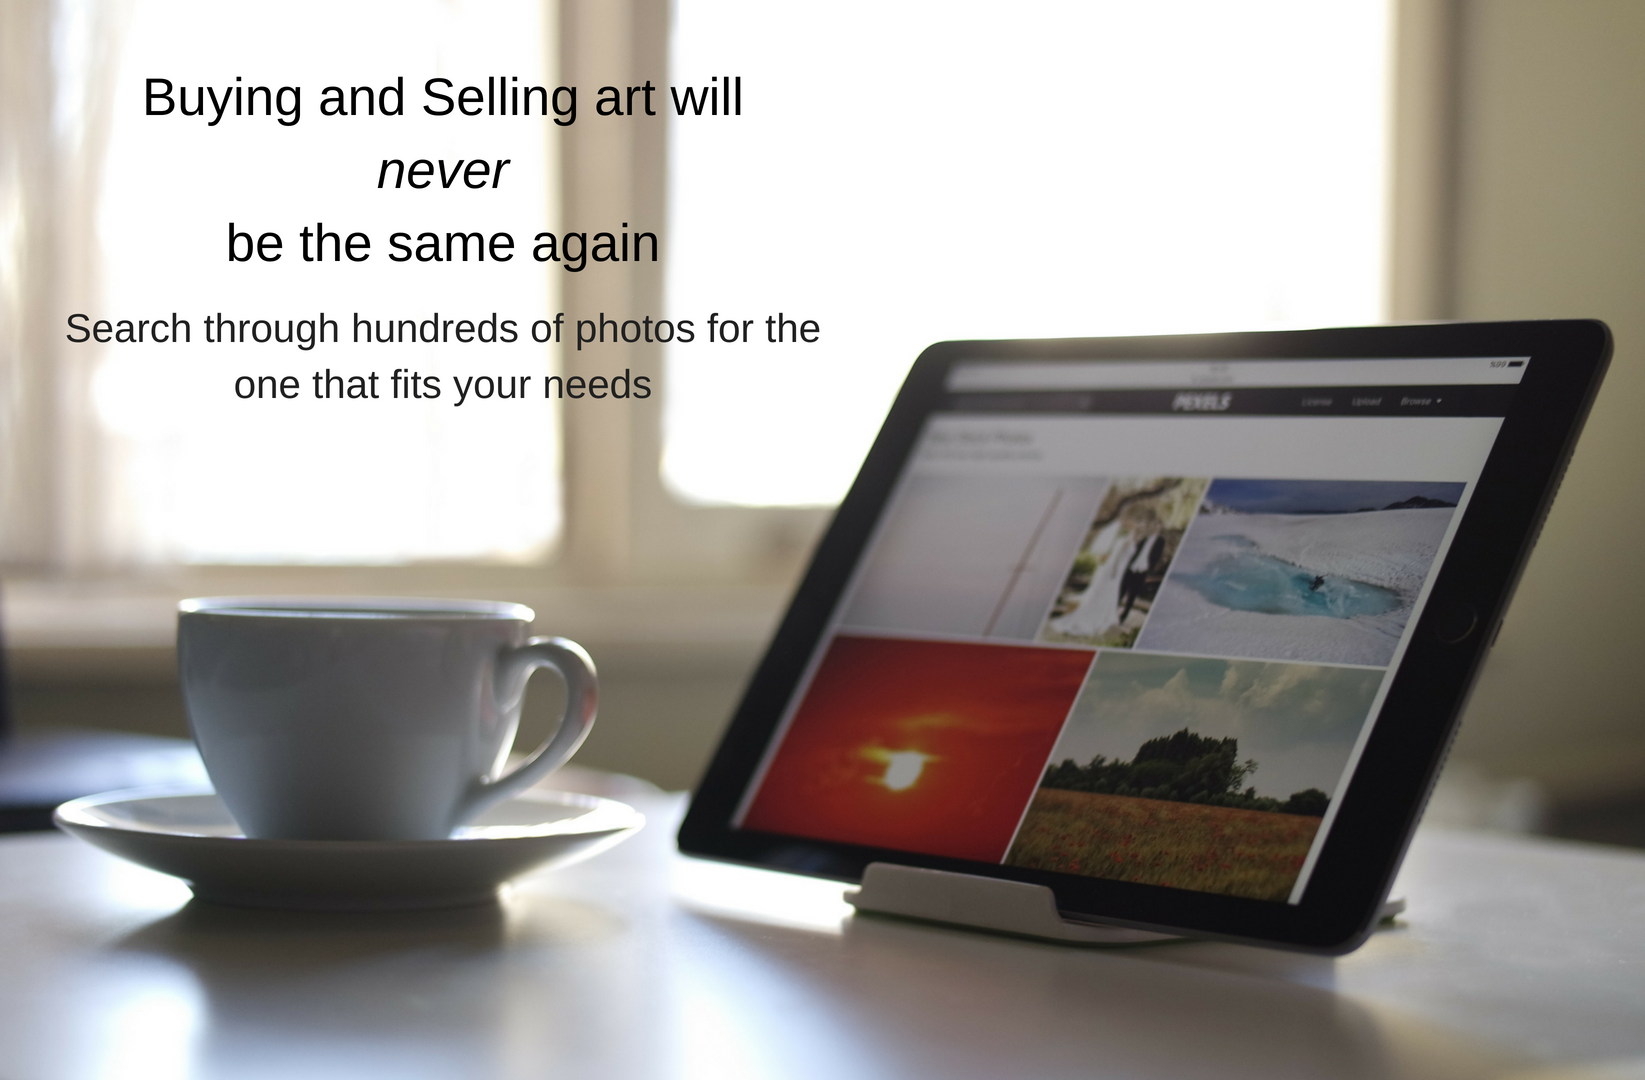 Buying and Selling art will
never
be the same again
Search through hundreds of photos for the
one that fits your needs
PEXELS
License Upload Browse